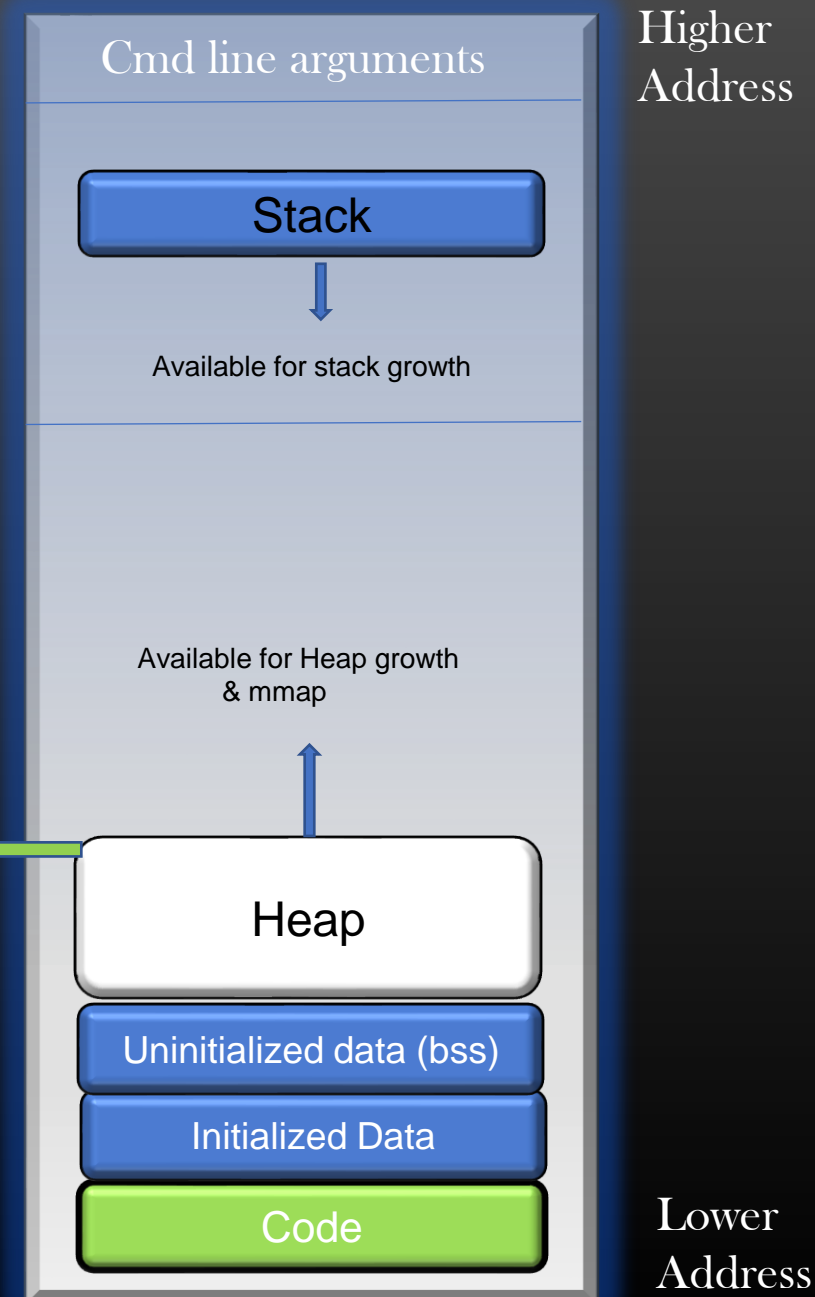 Cmd line arguments
Higher
Address
Stack
Available for stack growth
Available for Heap growth
& mmap
Heap
Uninitialized data (bss)
Initialized Data
Code
Lower
Address